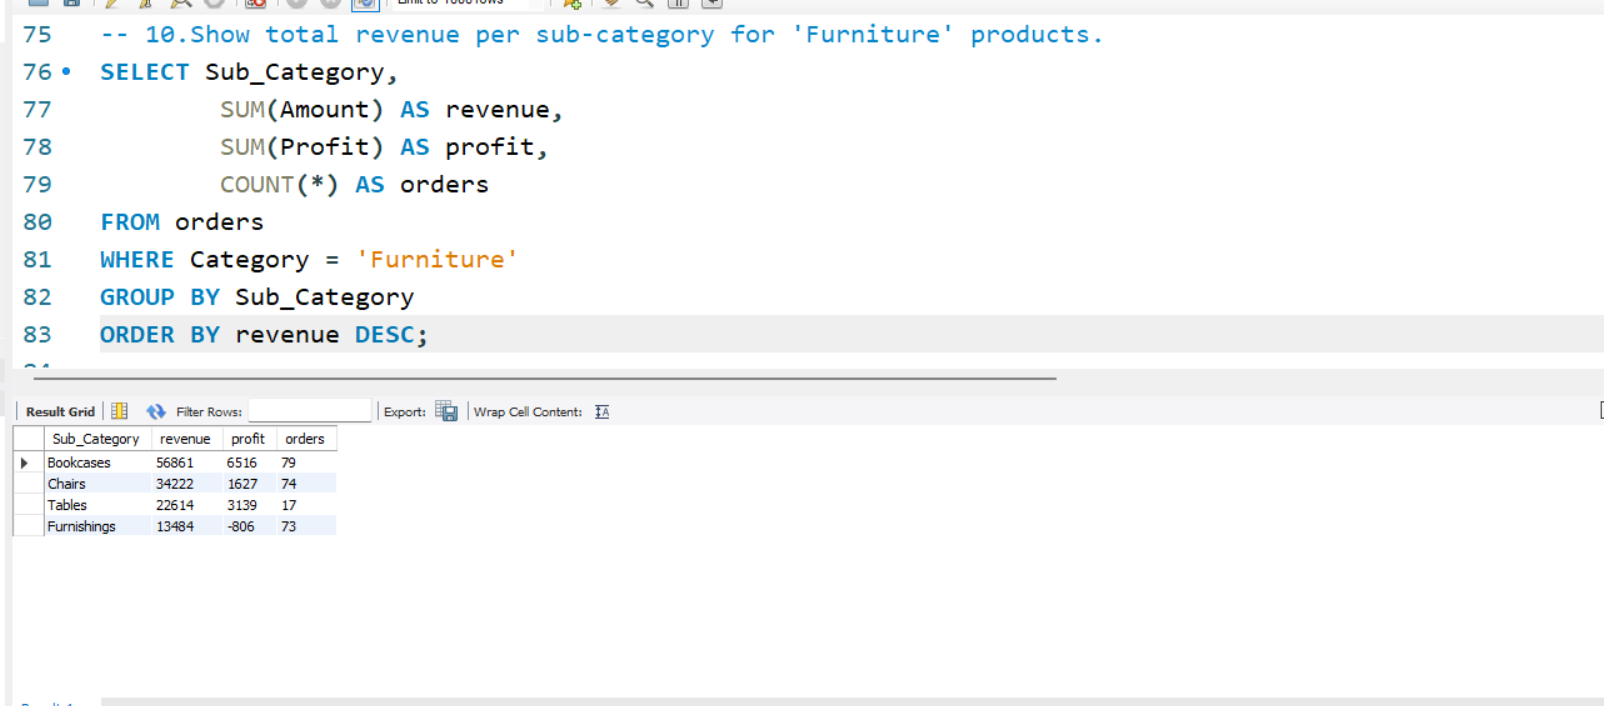 75 -- 10.Show total revenue per sub-category for 'Furniture' products.
76 SELECT Sub_Category,
77 SUM(Amount) AS revenue,
78 SUM(Profit) AS profit,
79 COUNT(*) AS orders
80 FROM orders
81 WHERE Category = 'Furniture'
82 GROUP BY Sub_Category
83 ORDER BY revenue DESC;
Result Grid Filter Rows: Export: Wrap Cell Content:
Sub_Category revenue profit orders
Bookcases 56861 6516 79
Chairs 34222 1627 74
Tables 22614 3139 17
Furnishings 13484 -806 73